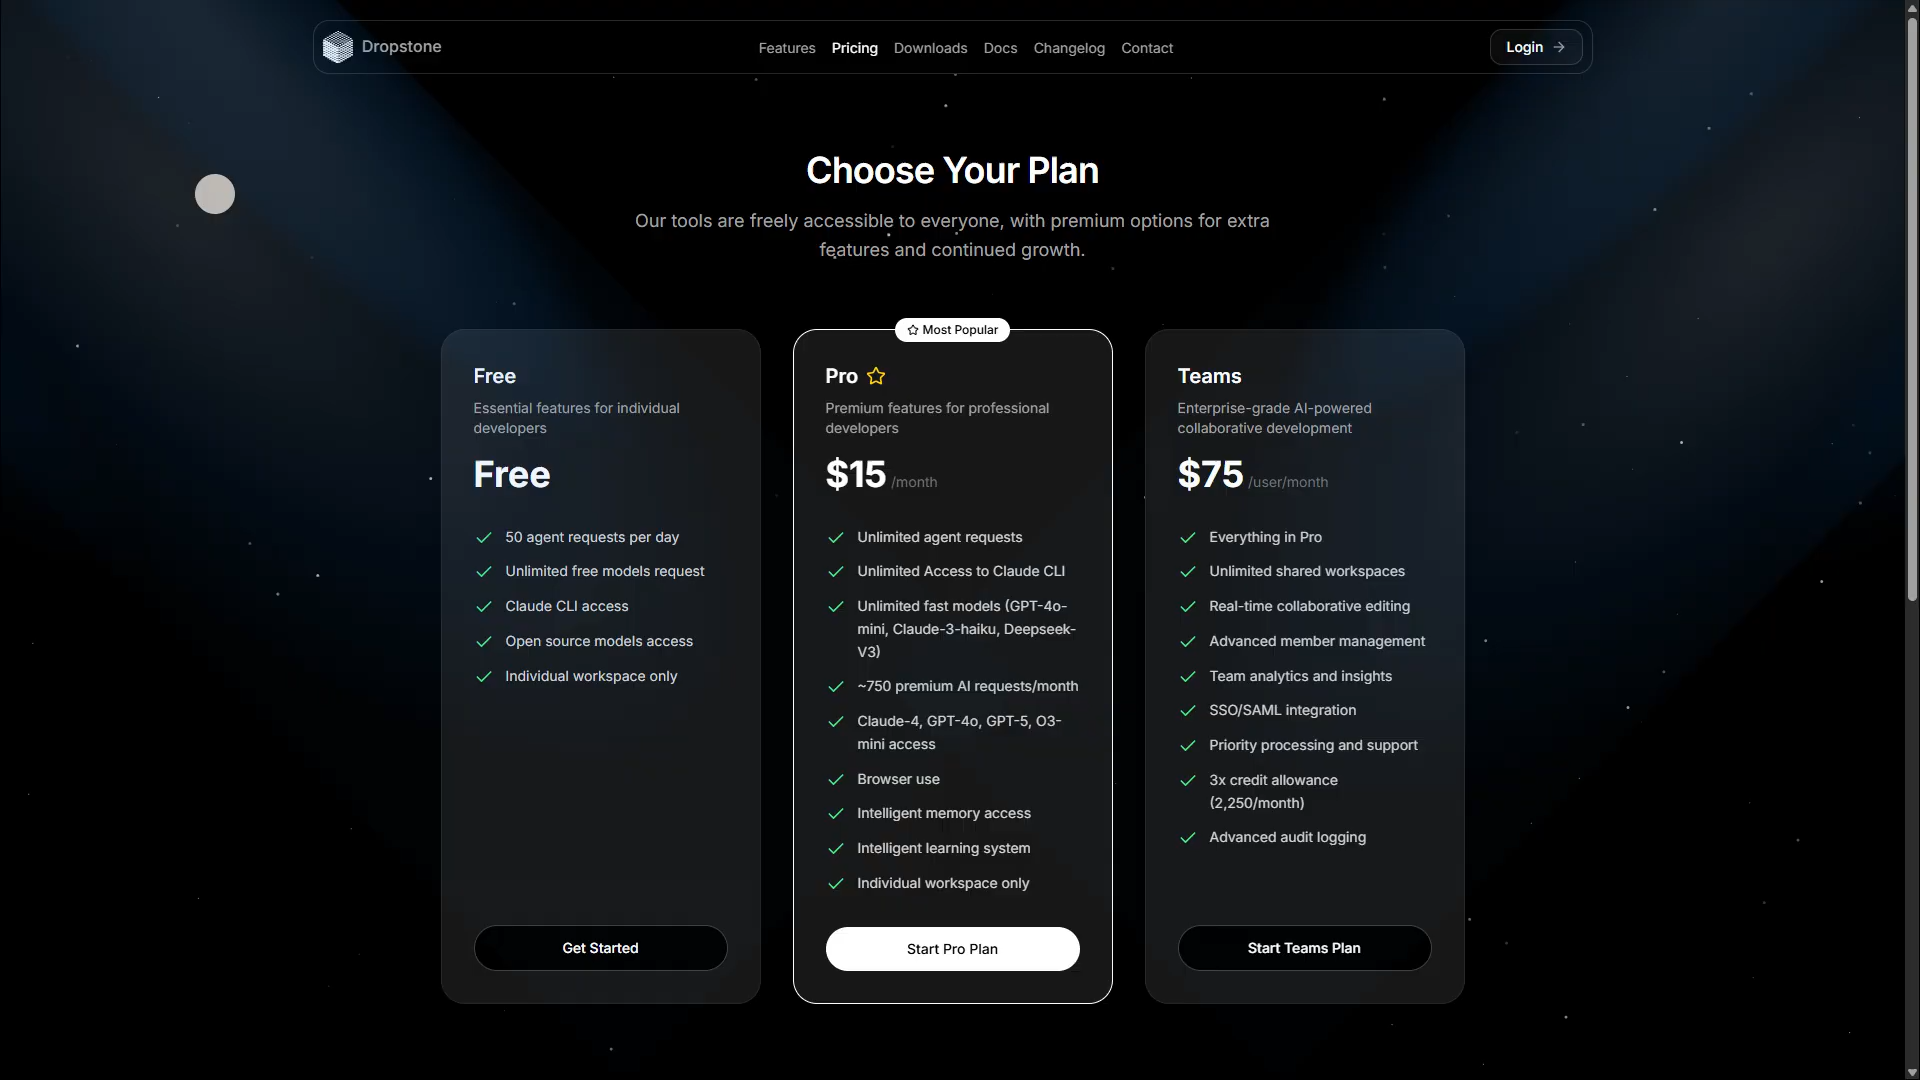 Dropstone
Features Pricing Downloads Docs Changelog Contact
Login
Choose Your Plan
Our tools are freely accessible to everyone, with premium options for extra
features and continued growth.
Free
Essential features for individual
developers
Free
50 agent requests per day
Unlimited free models request
Claude CLI access
Open source models access
Individual workspace only
Get Started
Most Popular
Pro
Premium features for professional
developers
$15 /month
Unlimited agent requests
Unlimited Access to Claude CLI
Unlimited fast models (GPT-4o-
mini, Claude-3-haiku, Deepseek-
V3)
~750 premium AI requests/month
Claude-4, GPT-4o, GPT-5, O3-
mini access
Browser use
Intelligent memory access
Intelligent learning system
Individual workspace only
Start Pro Plan
Teams
Enterprise-grade AI-powered
collaborative development
$75 /user/month
Everything in Pro
Unlimited shared workspaces
Real-time collaborative editing
Advanced member management
Team analytics and insights
SSO/SAML integration
Priority processing and support
3x credit allowance
(2,250/month)
Advanced audit logging
Start Teams Plan